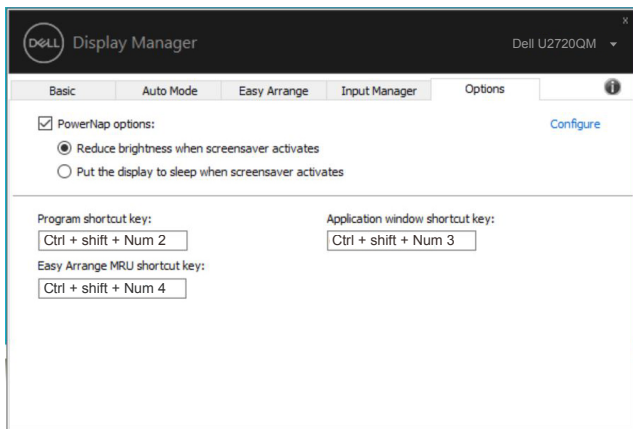 DELL Display Manager
x
Dell U2720QM
Basic Auto Mode Easy Arrange Input Manager Options
PowerNap options:
Configure
Reduce brightness when screensaver activates
Put the display to sleep when screensaver activates
Program shortcut key: Application window shortcut key:
Ctrl + shift + Num 2 Ctrl + shift + Num 3
Easy Arrange MRU shortcut key:
Ctrl + shift + Num 4